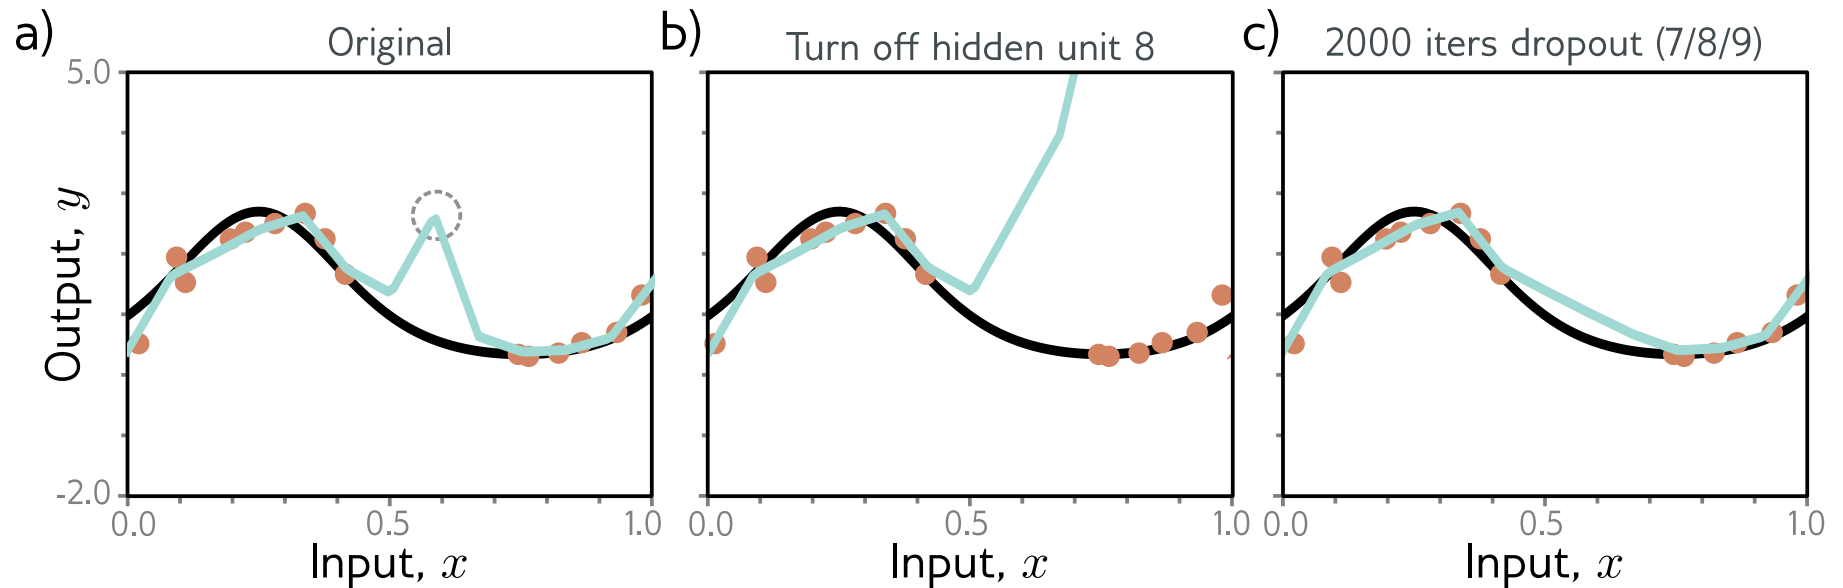 a)
Original
5.0
-2.0
Output, y
0.0 0.5 1.0
Input, x
b)
Turn off hidden unit 8
0.0 0.5 1.0
Input, x
c)
2000 iters dropout (7/8/9)
0.0 0.5 1.0
Input, x